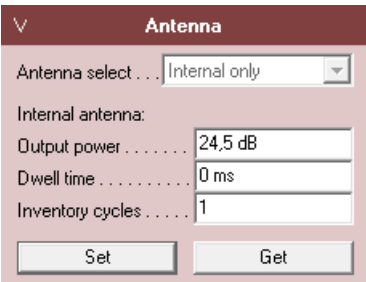 V Antenna
Antenna select . . . Internal only
Internal antenna:
Output power . . . . . . . 24,5 dB
Dwell time . . . . . . . . . . 0 ms
Inventory cycles . . . . . 1
Set Get